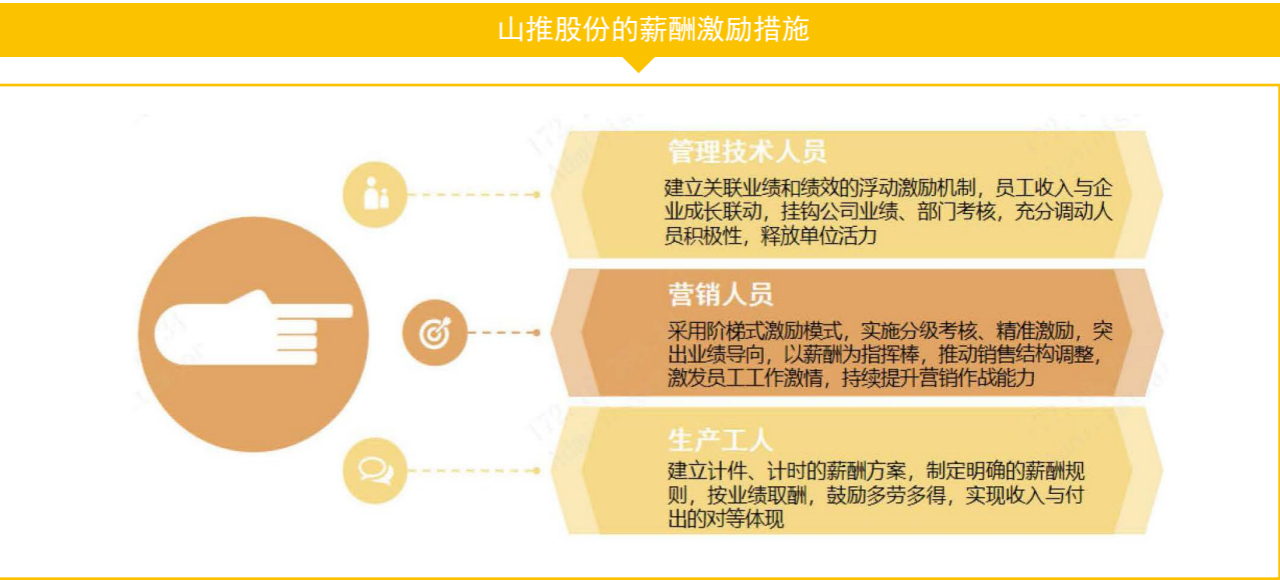 山推股份的薪酬激励措施
管理技术人员
建立关联业绩和绩效的浮动激励机制，员工收入与企
业成长联动，挂钩公司业绩、部门考核，充分调动人
员积极性，释放单位活力
营销人员
采用阶梯式激励模式，实施分级考核、精准激励，突
出业绩导向，以薪酬为指挥棒，推动销售结构调整，
激发员工工作激情，持续提升营销作战能力
生产工人
建立计件、计时的薪酬方案，制定明确的薪酬规
则，按业绩取酬，鼓励多劳多得，实现收入与付
出的对等体现